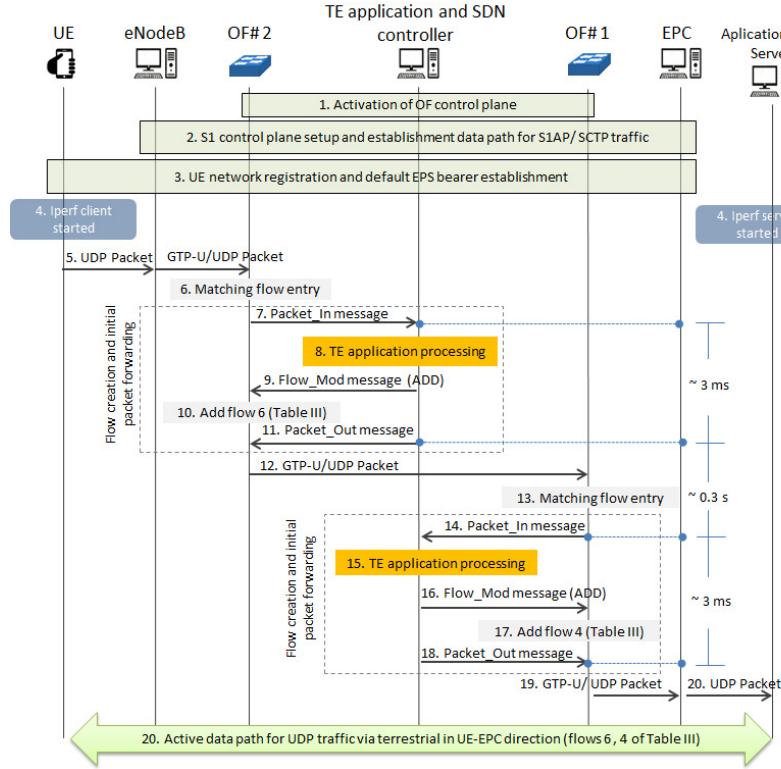 TE application and SDN
controller
UE
eNodeB
OF# 2
OF# 1
EPC
Aplication
Serve
1. Activation of OF control plane
2. S1 control plane setup and establishment data path for S1AP/ SCTP traffic
3. UE network registration and default EPS bearer establishment
4. Iperf client
started
4. Iperf serv
started
5. UDP Packet
GTP-U/UDP Packet
6. Matching flow entry
Flow creation and initial
packet forwarding
7. Packet_In message
8. TE application processing
9. Flow_Mod message (ADD)
10. Add flow 6 (Table III)
11. Packet_Out message
~ 3 ms
12. GTP-U/UDP Packet
13. Matching flow entry
~ 0.3 s
Flow creation and initial
packet forwarding
14. Packet_In message
15. TE application processing
16. Flow_Mod message (ADD)
17. Add flow 4 (Table III)
18. Packet_Out message
~ 3 ms
19. GTP-U/ UDP Packet
20. UDP Packet
20. Active data path for UDP traffic via terrestrial in UE-EPC direction (flows 6 , 4 of Table III)